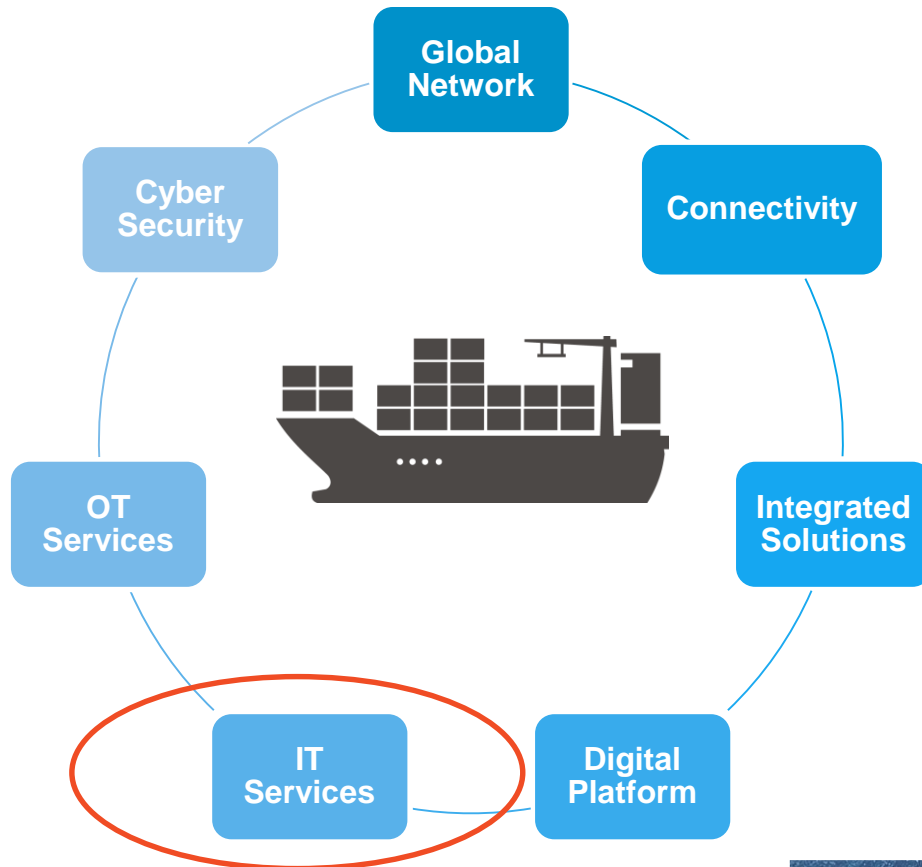 Global
Network
Connectivity
Integrated
Solutions
Digital
Platform
IT
Services
OT
Services
Cyber
Security